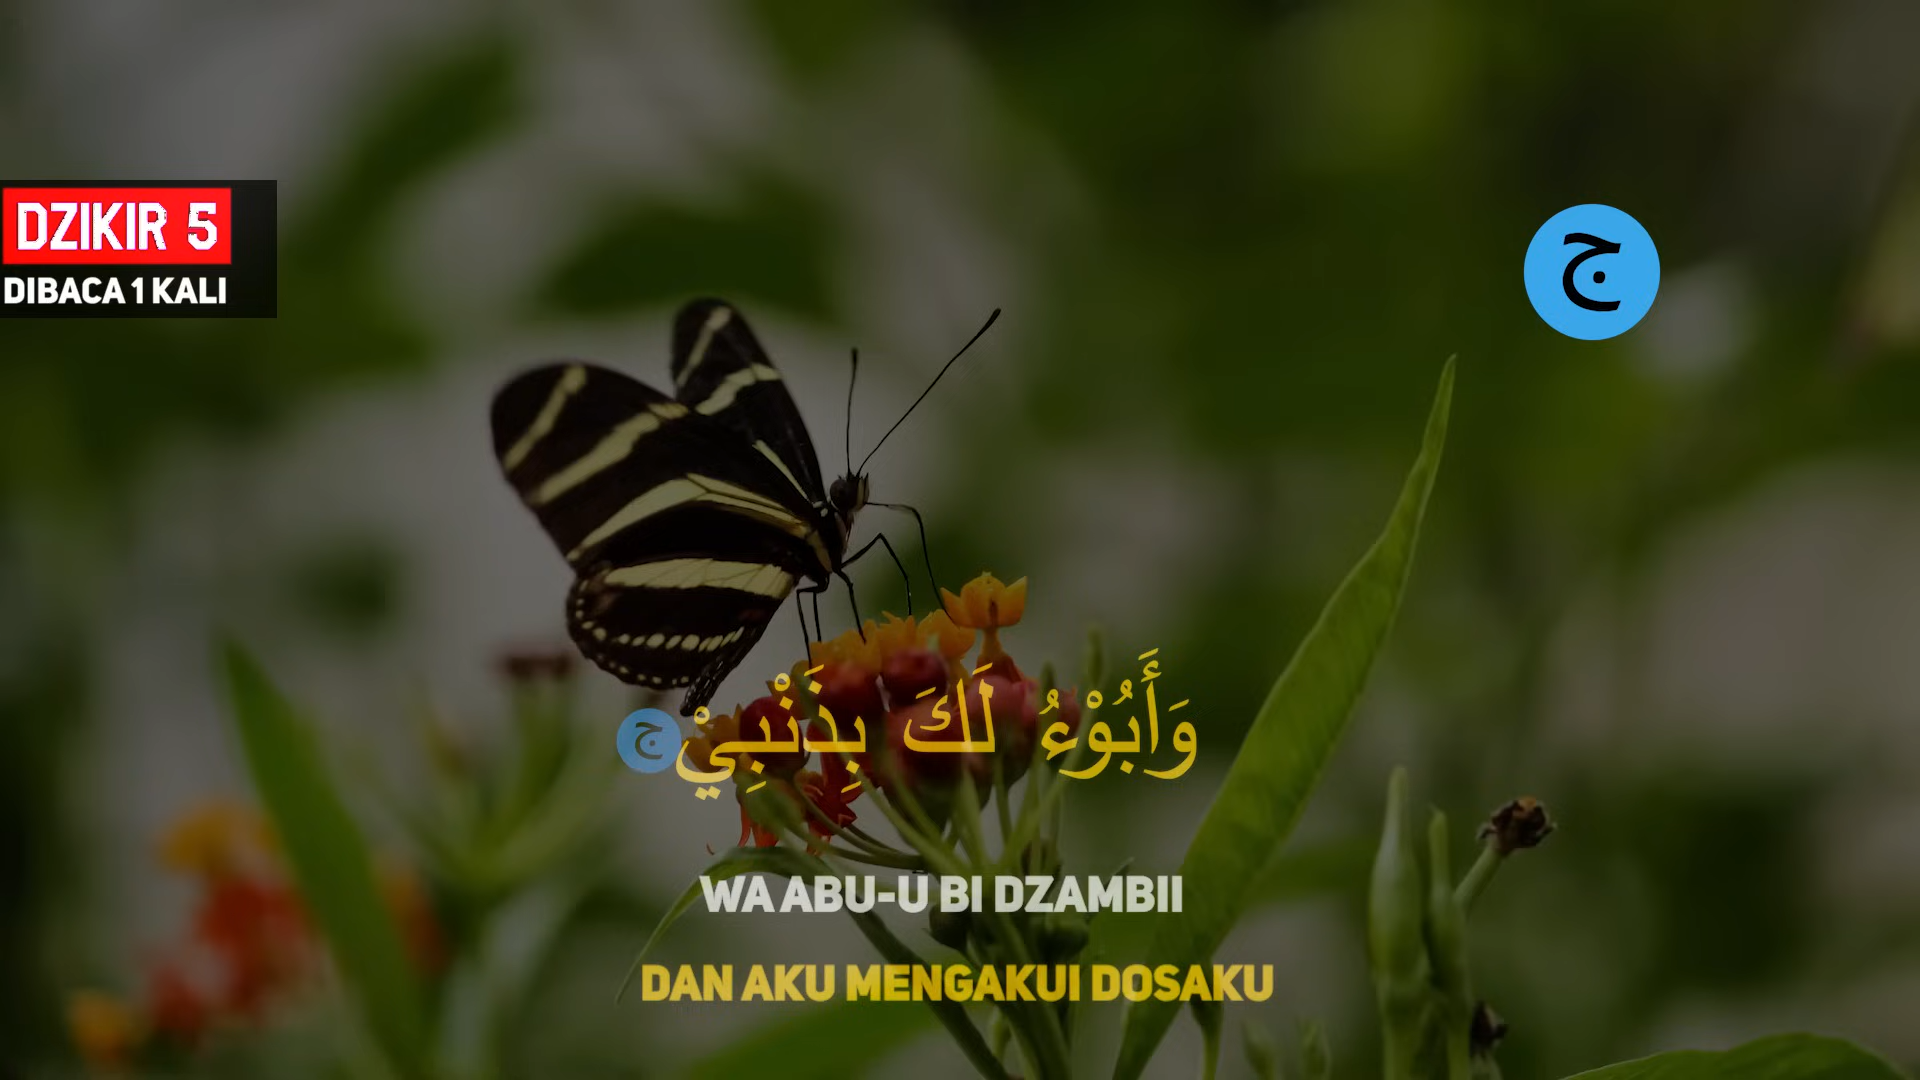 DZIKIR 5
DIBACA 1 KALI
ج
وَأَبُوْءُ لَكَ بِذَنْبِيْ ج
WA ABU-U BI DZAMBII
DAN AKU MENGAKUI DOSAKU